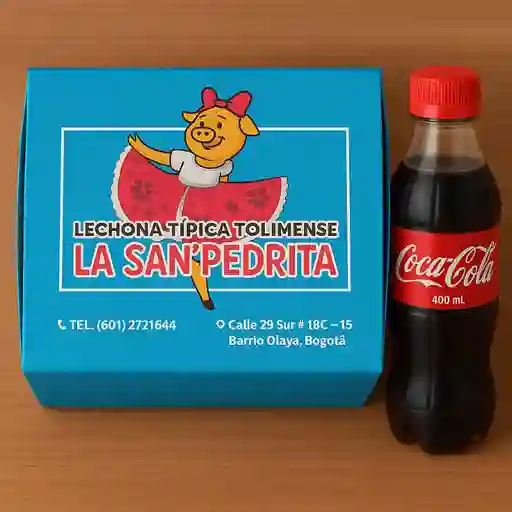 LECHONA TÍPICA TOLIMENSE
LA SAN PEDRITA
TEL. (601) 2721644
Calle 29 Sur # 18C – 15
Barrio Olaya, Bogotá
Coca-Cola
400 mL